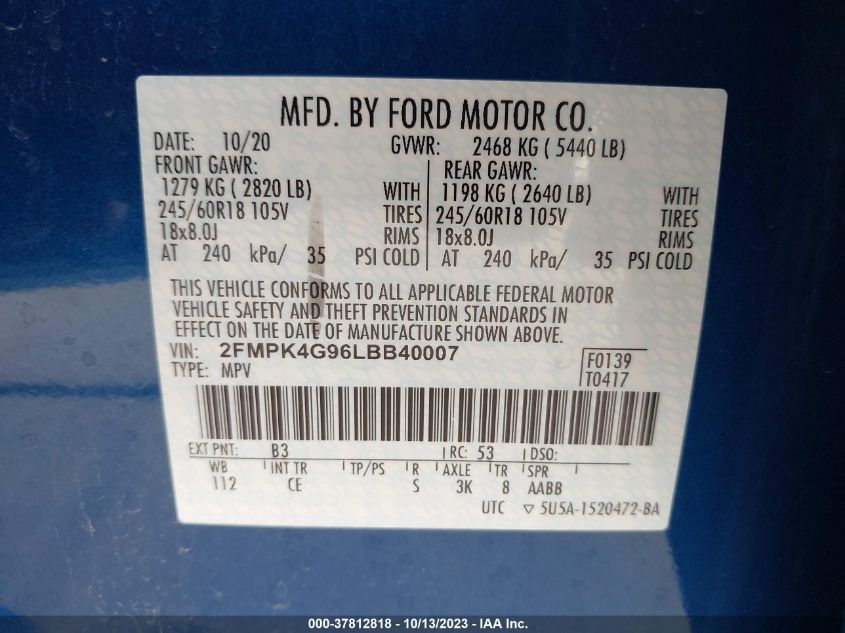 MFD. BY FORD MOTOR CO.
DATE: 10/20 GVWR: 2468 KG ( 5440 LB)
FRONT GAWR: REAR GAWR:
1279 KG ( 2820 LB) WITH 1198 KG ( 2640 LB) WITH
245/60R18 105V TIRES 245/60R18 105V TIRES
18x8.0J RIMS 18x8.0J RIMS
AT 240 kPa/ 35 PSI COLD AT 240 kPa/ 35 PSI COLD
THIS VEHICLE CONFORMS TO ALL APPLICABLE FEDERAL MOTOR
VEHICLE SAFETY AND THEFT PREVENTION STANDARDS IN
EFFECT ON THE DATE OF MANUFACTURE SHOWN ABOVE.
VIN: 2FMPK4G96LBB40007 F0139
TYPE: MPV T0417
EXT PNT: B3 RC: 53 DSO:
WB INT TR TP/PS R AXLE TR SPR
112 CE S 3K 8 AABB
UTC ▽ 5U5A-1520472-BA
000-37812818 - 10/13/2023 - IAA Inc.